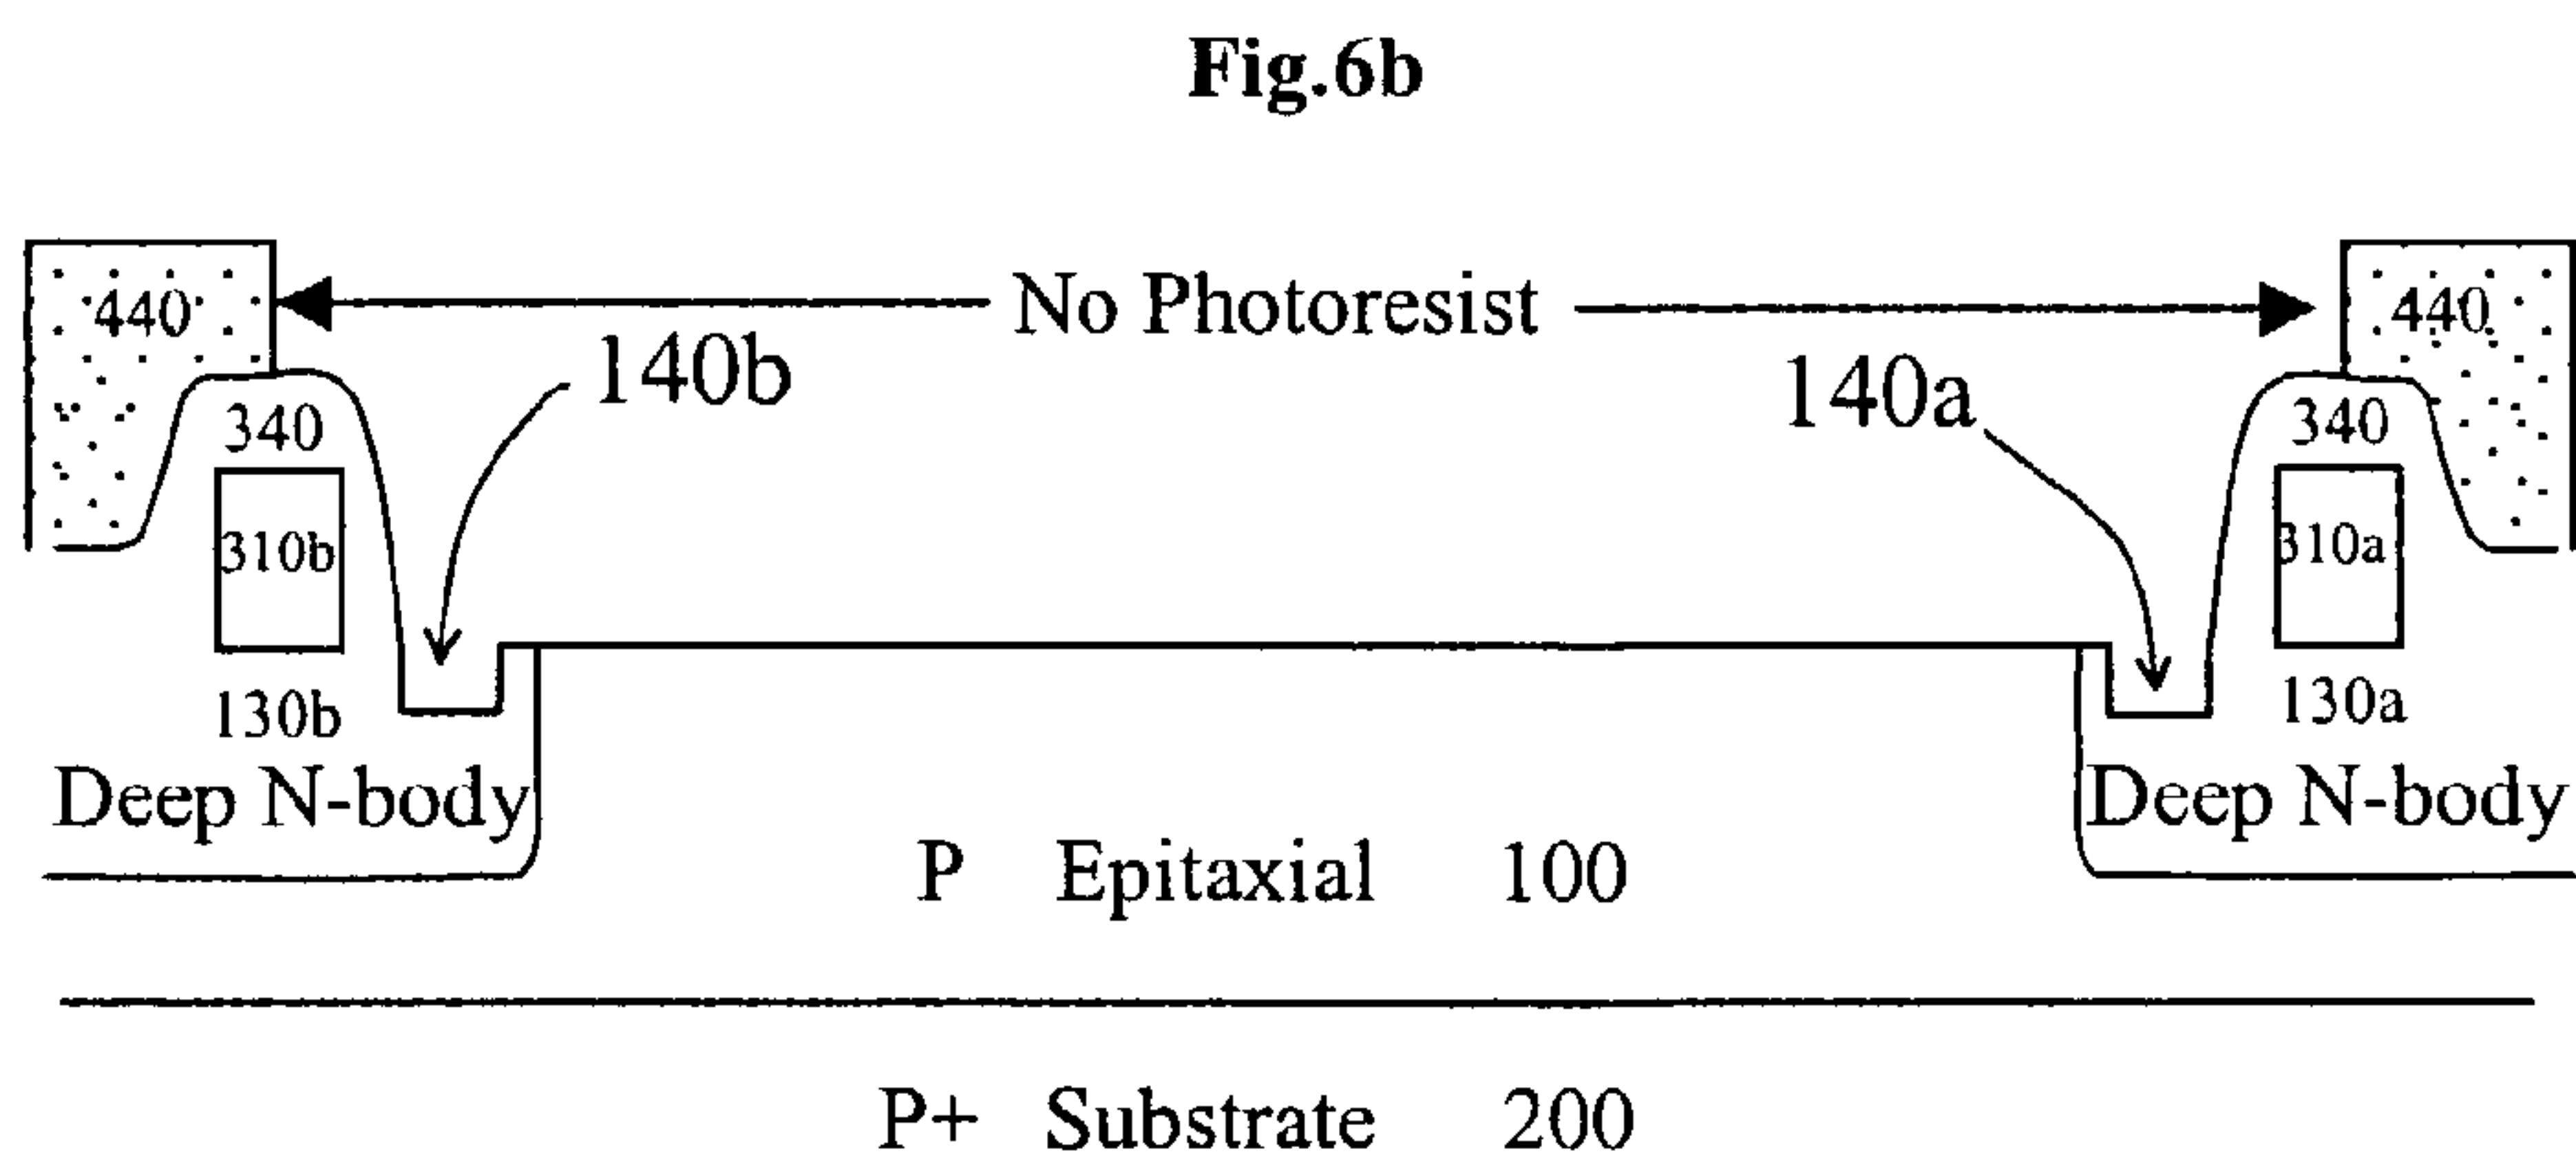 Fig.6b
440 No Photoresist 440
140b 140a
340 340
310b 310a
130b 130a
Deep N-body Deep N-body
P Epitaxial 100
P+ Substrate 200